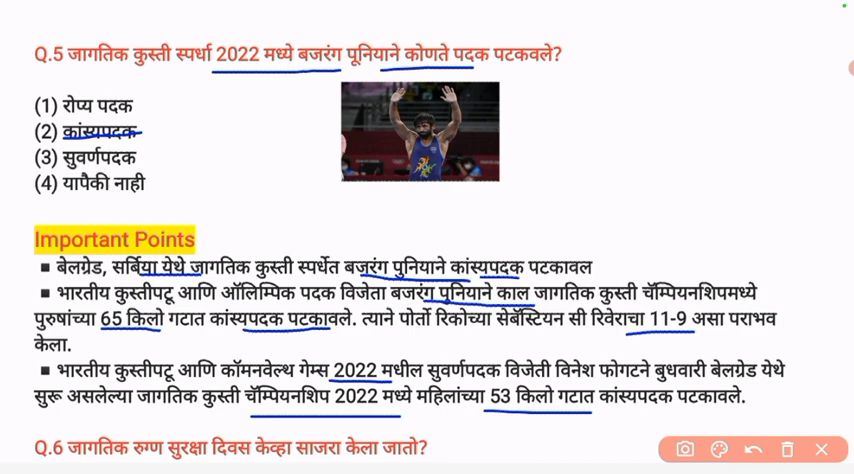 Q.5 जागतिक कुस्ती स्पर्धा 2022 मध्ये बजरंग पूनियाने कोणते पदक पटकवले?
(1) रोप्य पदक
(2) कांस्यपदक
(3) सुवर्णपदक
(4) यापैकी नाही
Important Points
▪ बेलग्रेड, सर्बिया येथे जागतिक कुस्ती स्पर्धेत बजरंग पुनियाने कांस्यपदक पटकावल
▪ भारतीय कुस्तीपटू आणि ऑलिम्पिक पदक विजेता बजरंग पूनियाने काल जागतिक कुस्ती चॅम्पियनशिपमध्ये
पुरुषांच्या 65 किलो गटात कांस्यपदक पटकावले. त्याने पोर्तो रिकोच्या सेबॅस्टियन सी रिवेराचा 11-9 असा पराभव
केला.
▪ भारतीय कुस्तीपटू आणि कॉमनवेल्थ गेम्स 2022 मधील सुवर्णपदक विजेती विनेश फोगटने बुधवारी बेलग्रेड येथे
सुरू असलेल्या जागतिक कुस्ती चॅम्पियनशिप 2022 मध्ये महिलांच्या 53 किलो गटात कांस्यपदक पटकावले.
Q.6 जागतिक रुग्ण सुरक्षा दिवस केव्हा साजरा केला जातो?